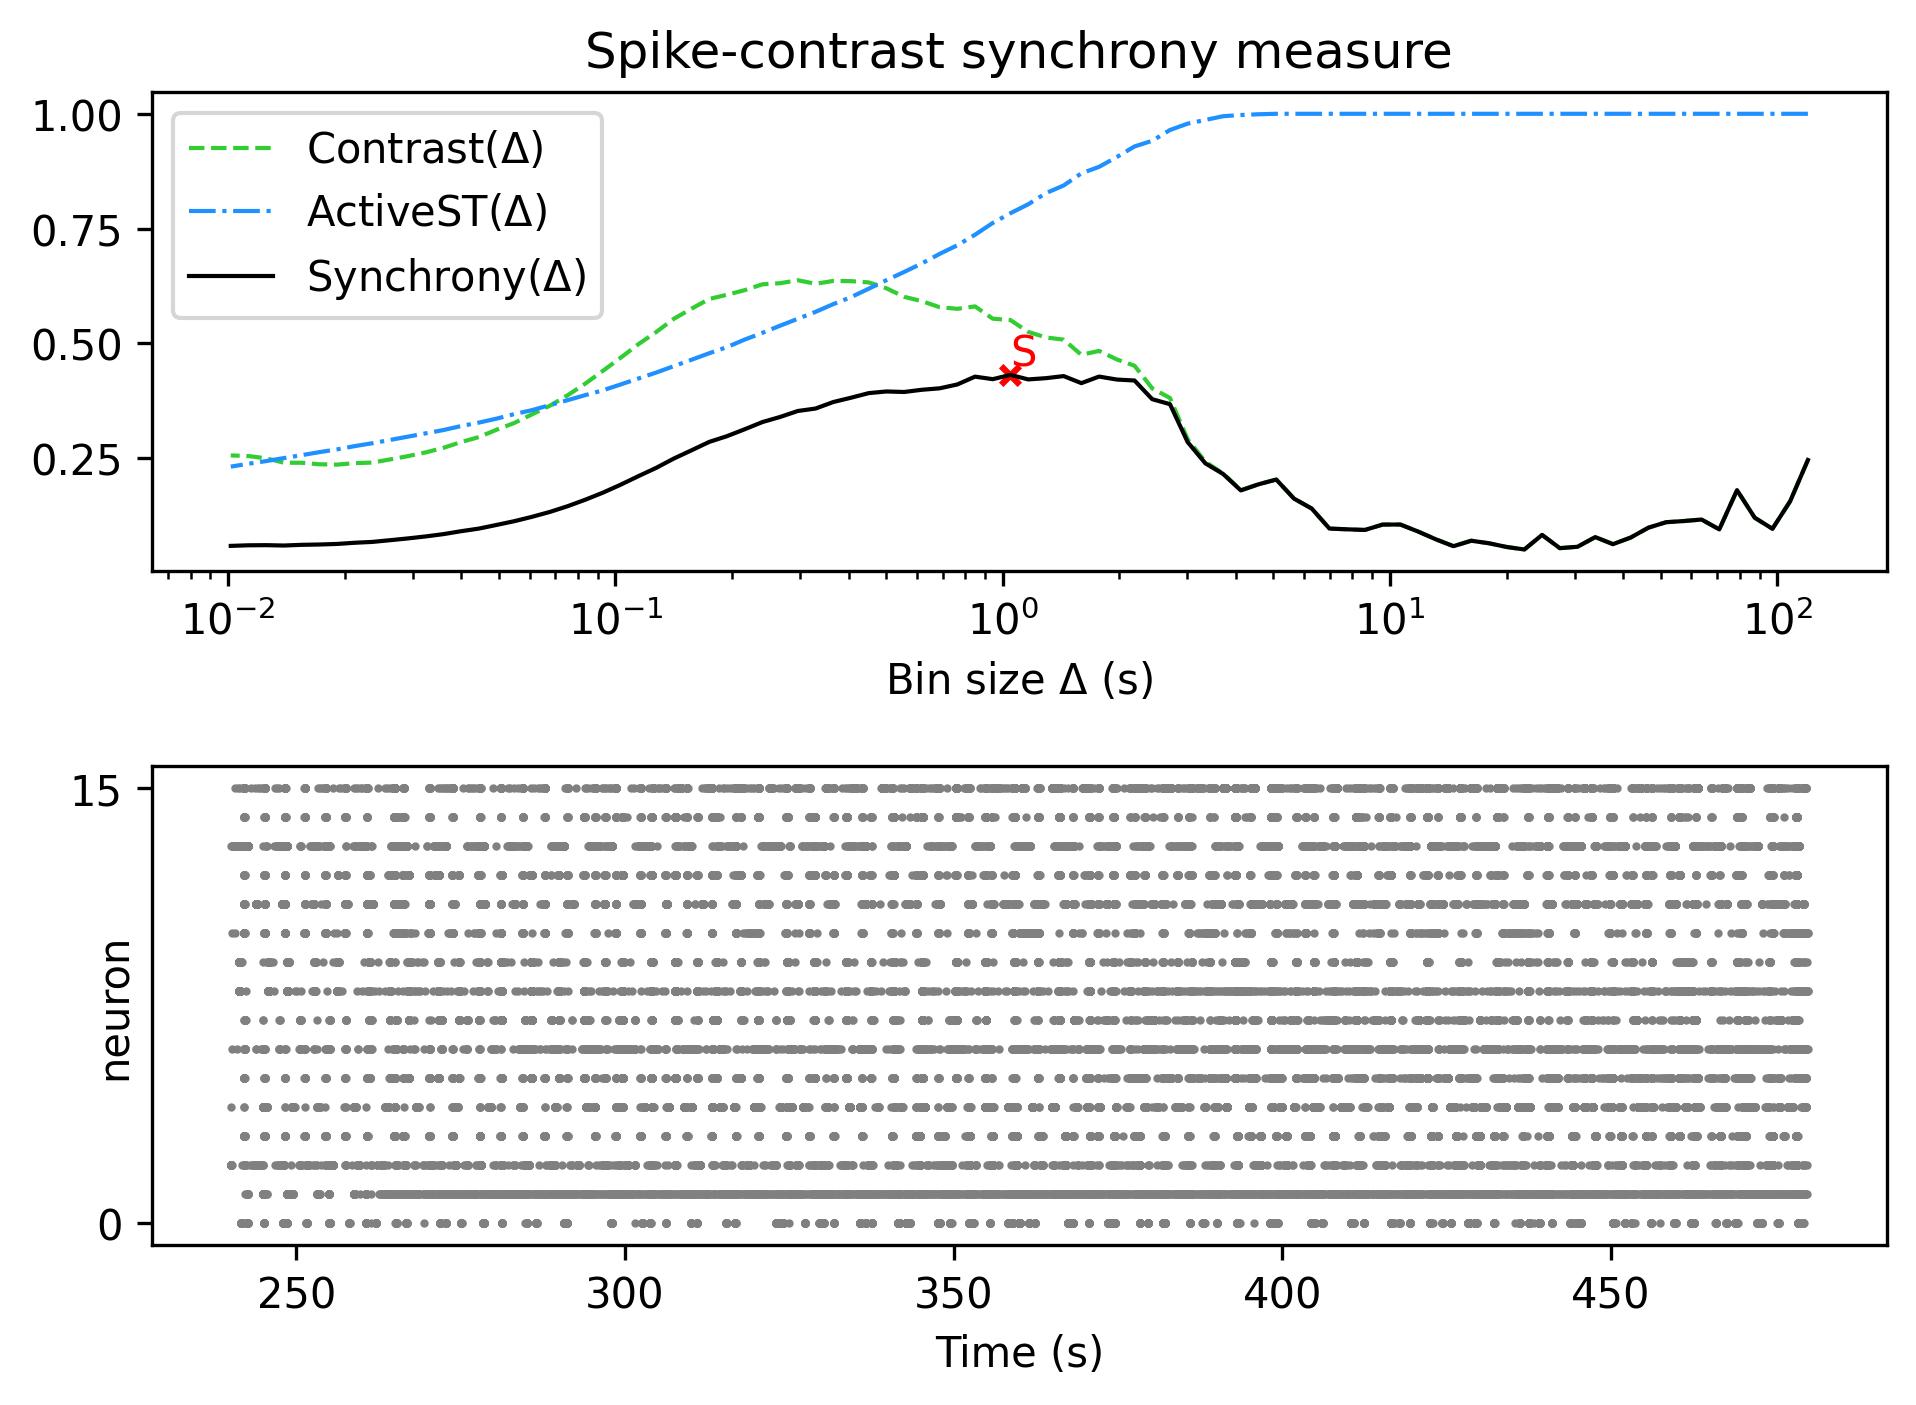 Spike-contrast synchrony measure
1.00
0.75
0.50
0.25
Contrast(Δ)
ActiveST(Δ)
Synchrony(Δ)
S
10⁻² 10⁻¹ 10⁰ 10¹ 10²
Bin size Δ (s)
15
0
neuron
250 300 350 400 450
Time (s)